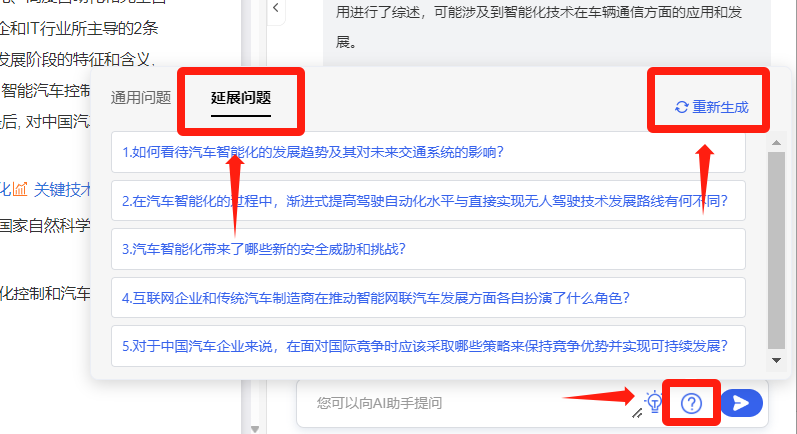 用进行了综述，可能涉及到智能化技术在车辆通信方面的应用和发
展。
企和IT行业所主导的2条
发展阶段的特征和含义.
智能汽车控制
后, 对中国汽
化 关键技术
国家自然科学
化控制和汽车
通用问题 延展问题 重新生成
1.如何看待汽车智能化的发展趋势及其对未来交通系统的影响?
2.在汽车智能化的过程中，渐进式提高驾驶自动化水平与直接实现无人驾驶技术发展路线有何不同?
3.汽车智能化带来了哪些新的安全威胁和挑战?
4.互联网企业和传统汽车制造商在推动智能网联汽车发展方面各自扮演了什么角色?
5.对于中国汽车企业来说，在面对国际竞争时应该采取哪些策略来保持竞争优势并实现可持续发展?
您可以向AI助手提问